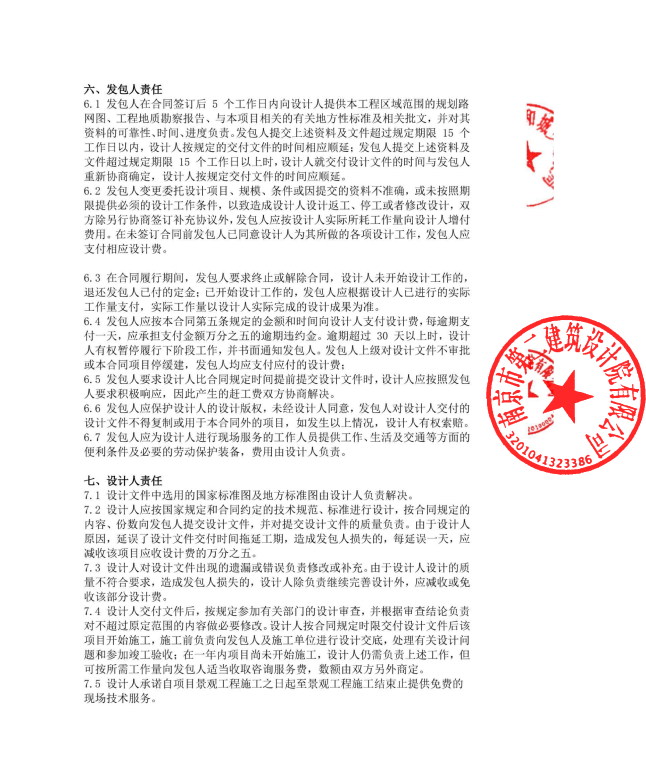 六、发包人责任
6.1 发包人在合同签订后 5 个工作日内向设计人提供本工程区域范围的规划路
网图、工程地质勘察报告、与本项目相关的有关地方性标准及相关批文，并对其
资料的可靠性、时间、进度负责。发包人提交上述资料及文件超过规定期限 15 个
工作日以内，设计人按规定的交付文件的时间相应顺延；发包人提交上述资料及
文件超过规定期限 15 个工作日以上时，设计人就交付设计文件的时间与发包人
重新协商确定，设计人按规定交付文件的时间应顺延。
6.2 发包人变更委托设计项目、规模、条件或因提交的资料不准确，或未按照期
限提供必须的设计工作条件，以致造成设计人设计返工、停工或者修改设计，双
方除另行协商签订补充协议外，发包人应按设计人实际所耗工作量向设计人增付
费用。在未签订合同前发包人已同意设计人为其所做的各项设计工作，发包人应
支付相应设计费。
6.3 在合同履行期间，发包人要求终止或解除合同，设计人未开始设计工作的，
退还发包人已付的定金；已开始设计工作的，发包人应根据设计人已进行的实际
工作量支付，实际工作量以设计人实际完成的设计成果为准。
6.4 发包人应按本合同第五条规定的金额和时间向设计人支付设计费，每逾期支
付一天，应承担支付金额万分之五的逾期违约金。逾期超过 30 天以上时，设计
人有权暂停履行下阶段工作，并书面通知发包人。发包人上级对设计文件不审批
或本合同项目停缓建，发包人均应支付应付的设计费；
6.5 发包人要求设计人比合同规定时间提前提交设计文件时，设计人应按照发包
人要求积极响应，因此产生的赶工费双方协商解决。
6.6 发包人应保护设计人的设计版权，未经设计人同意，发包人对设计人交付的
设计文件不得复制或用于本合同外的项目，如发生以上情况，设计人有权索赔。
6.7 发包人应为设计人进行现场服务的工作人员提供工作、生活及交通等方面的
便利条件及必要的劳动保护装备，费用由设计人负责。
七、设计人责任
7.1 设计文件中选用的国家标准图及地方标准图由设计人负责解决。
7.2 设计人应按国家规定和合同约定的技术规范、标准进行设计，按合同规定的
内容、份数向发包人提交设计文件，并对提交设计文件的质量负责。由于设计人
原因，延误了设计文件交付时间拖延工期，造成发包人损失的，每延误一天，应
减收该项目应收设计费的万分之五。
7.3 设计人对设计文件出现的遗漏或错误负责修改或补充。由于设计人设计的质
量不符合要求，造成发包人损失的，设计人除负责继续完善设计外，应减收或免
收该部分设计费。
7.4 设计人交付文件后，按规定参加有关部门的设计审查，并根据审查结论负责
对不超过原定范围的内容做必要修改。设计人按合同规定时限交付设计文件后该
项目开始施工，施工前负责向发包人及施工单位进行设计交底，处理有关设计问
题和参加竣工验收；在一年内项目尚未开始施工，设计人仍需负责上述工作，但
可按所需工作量向发包人适当收取咨询服务费，数额由双方另外商定。
7.5 设计人承诺自项目景观工程施工之日起至景观工程施工结束止提供免费的
现场技术服务。
南京市第二建筑设计院有限公司
3201041323386